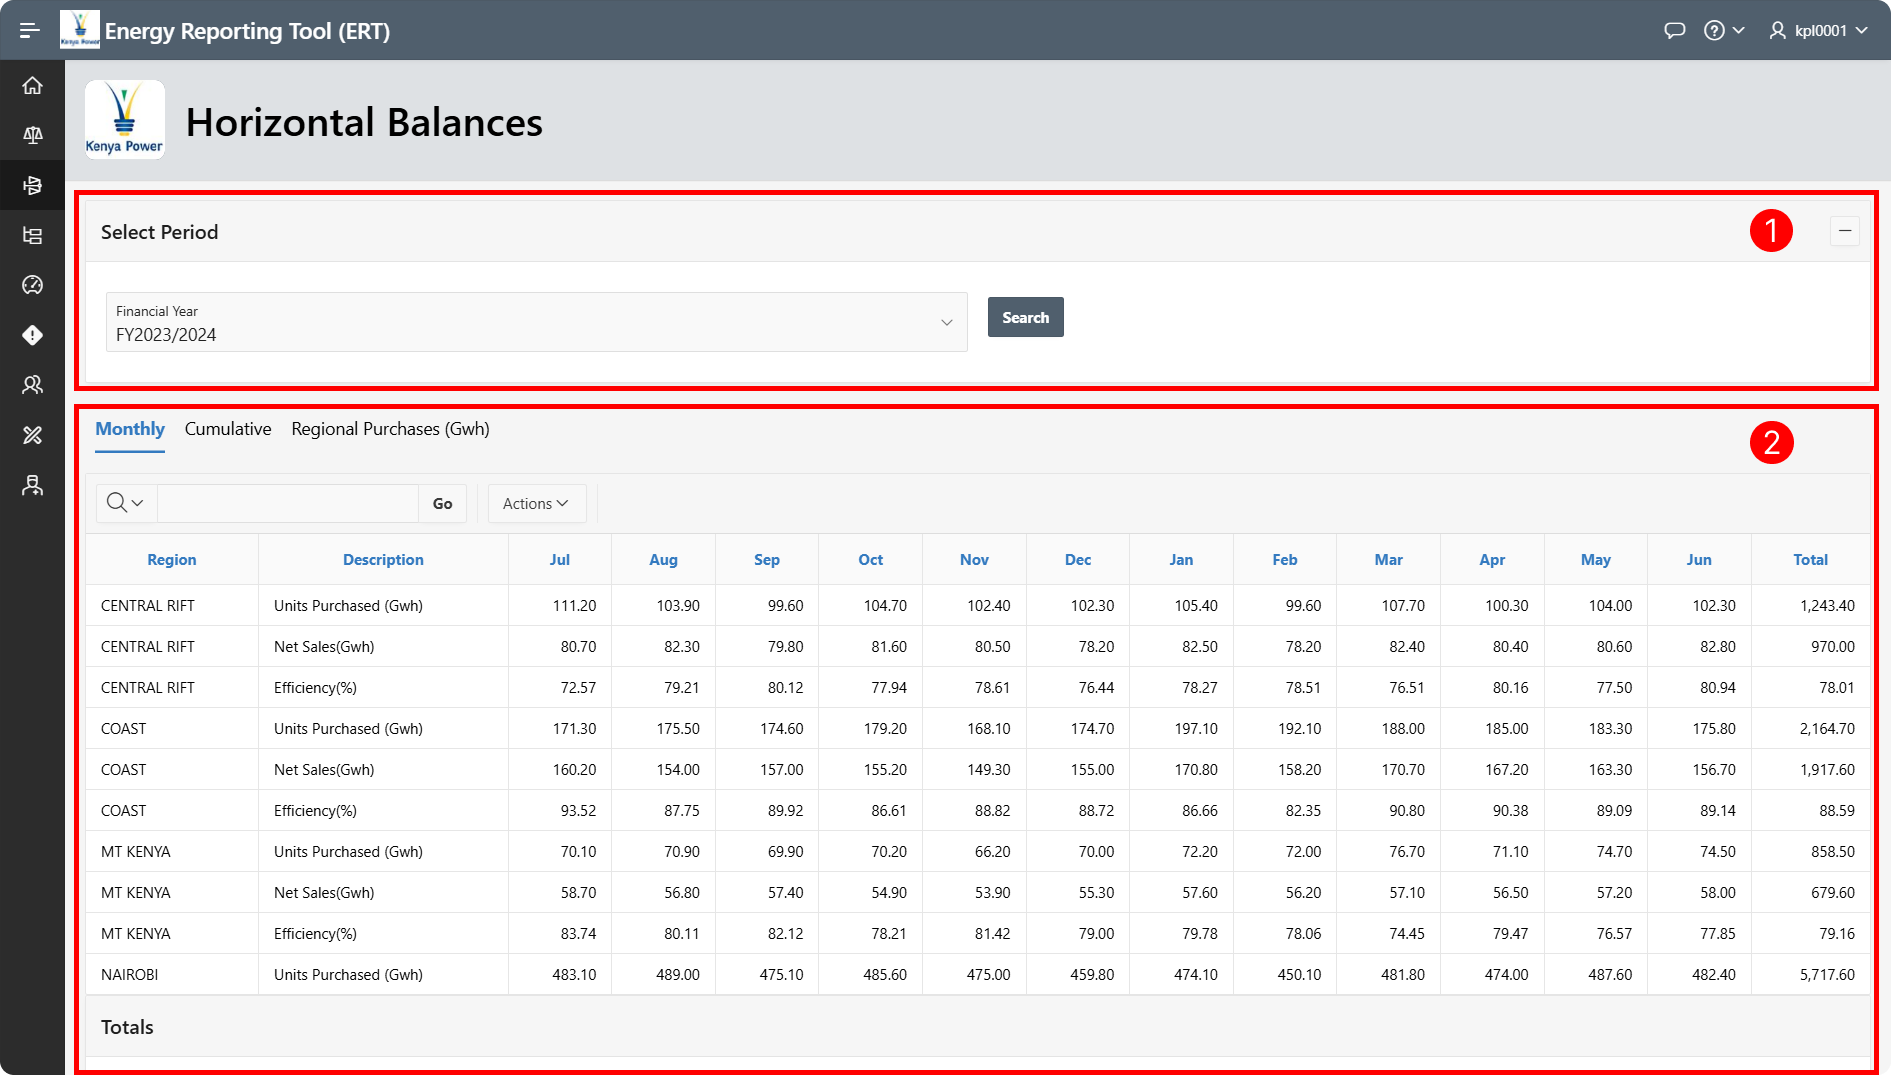 Kenya Power
Energy Reporting Tool (ERT)
kpl0001
Kenya Power
Horizontal Balances
Select Period
1
Financial Year
FY2023/2024
Search
Monthly Cumulative Regional Purchases (Gwh)
2
Go Actions
Region Description Jul Aug Sep Oct Nov Dec Jan Feb Mar Apr May Jun Total
CENTRAL RIFT Units Purchased (Gwh) 111.20 103.90 99.60 104.70 102.40 102.30 105.40 99.60 107.70 100.30 104.00 102.30 1,243.40
CENTRAL RIFT Net Sales(Gwh) 80.70 82.30 79.80 81.60 80.50 78.20 82.50 78.20 82.40 80.40 80.60 82.80 970.00
CENTRAL RIFT Efficiency(%) 72.57 79.21 80.12 77.94 78.61 76.44 78.27 78.51 76.51 80.16 77.50 80.94 78.01
COAST Units Purchased (Gwh) 171.30 175.50 174.60 179.20 168.10 174.70 197.10 192.10 188.00 185.00 183.30 175.80 2,164.70
COAST Net Sales(Gwh) 160.20 154.00 157.00 155.20 149.30 155.00 170.80 158.20 170.70 167.20 163.30 156.70 1,917.60
COAST Efficiency(%) 93.52 87.75 89.92 86.61 88.82 88.72 86.66 82.35 90.80 90.38 89.09 89.14 88.59
MT KENYA Units Purchased (Gwh) 70.10 70.90 69.90 70.20 66.20 70.00 72.20 72.00 76.70 71.10 74.70 74.50 858.50
MT KENYA Net Sales(Gwh) 58.70 56.80 57.40 54.90 53.90 55.30 57.60 56.20 57.10 56.50 57.20 58.00 679.60
MT KENYA Efficiency(%) 83.74 80.11 82.12 78.21 81.42 79.00 79.78 78.06 74.45 79.47 76.57 77.85 79.16
NAIROBI Units Purchased (Gwh) 483.10 489.00 475.10 485.60 475.00 459.80 474.10 450.10 481.80 474.00 487.60 482.40 5,717.60
Totals